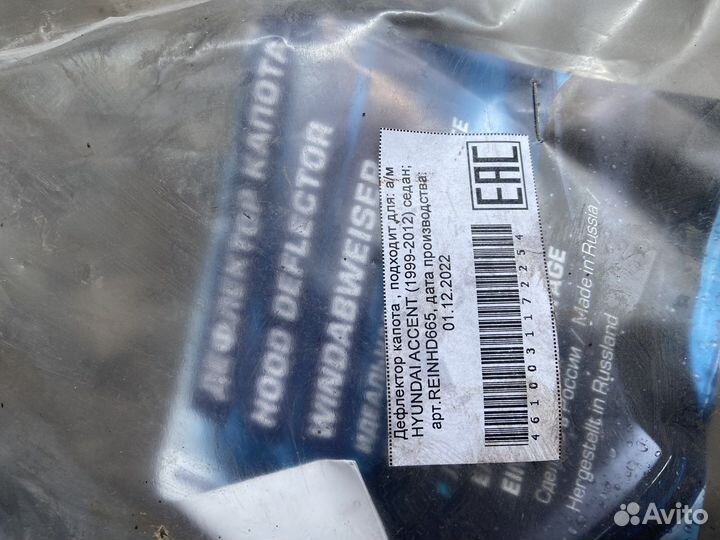 ДЕФЛЕКТОР КАПОТА
HOOD DEFLECTOR
WINDABWEISER
Дефлектор капота , подходит для: а/м
HYUNDAI ACCENT (1999-2012) седан;
арт.REINHD665, дата производства:
01.12.2022
EAC
4610031172254
России / Made in Russia /
Hergestellt in Russland
Avito